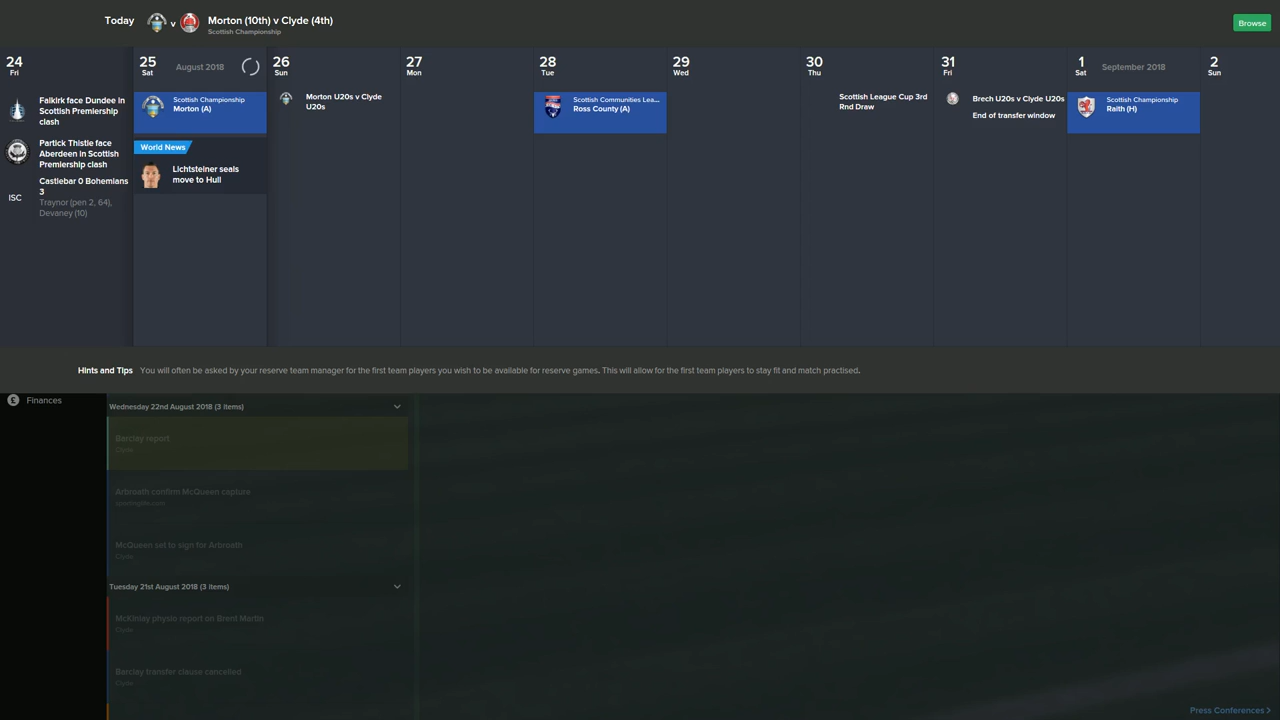 Today
v
Morton (10th) v Clyde (4th)
Scottish Championship
Browse
24
Fri
Falkirk face Dundee in
Scottish Premiership
clash
Partick Thistle face
Aberdeen in Scottish
Premiership clash
ISC
Castlebar 0 Bohemians
3
Traynor (pen 2, 64),
Devaney (10)
25
Sat
August 2018
Scottish Championship
Morton (A)
World News
Lichtsteiner seals
move to Hull
26
Sun
Morton U20s v Clyde
U20s
27
Mon
28
Tue
Scottish Communities Lea...
Ross County (A)
29
Wed
30
Thu
Scottish League Cup 3rd
Rnd Draw
31
Fri
Brech U20s v Clyde U20s
End of transfer window
1
Sat
September 2018
Scottish Championship
Raith (H)
2
Sun
Hints and Tips
You will often be asked by your reserve team manager for the first team players you wish to be available for reserve games. This will allow for the first team players to stay fit and match practised.
£ Finances
Wednesday 22nd August 2018 (3 items)
Barclay report
Clyde
Arbroath confirm McQueen capture
sportinglife.com
McQueen set to sign for Arbroath
Clyde
Tuesday 21st August 2018 (3 items)
McKinlay physio report on Brent Martin
Clyde
Barclay transfer clause cancelled
Clyde
Press Conferences >